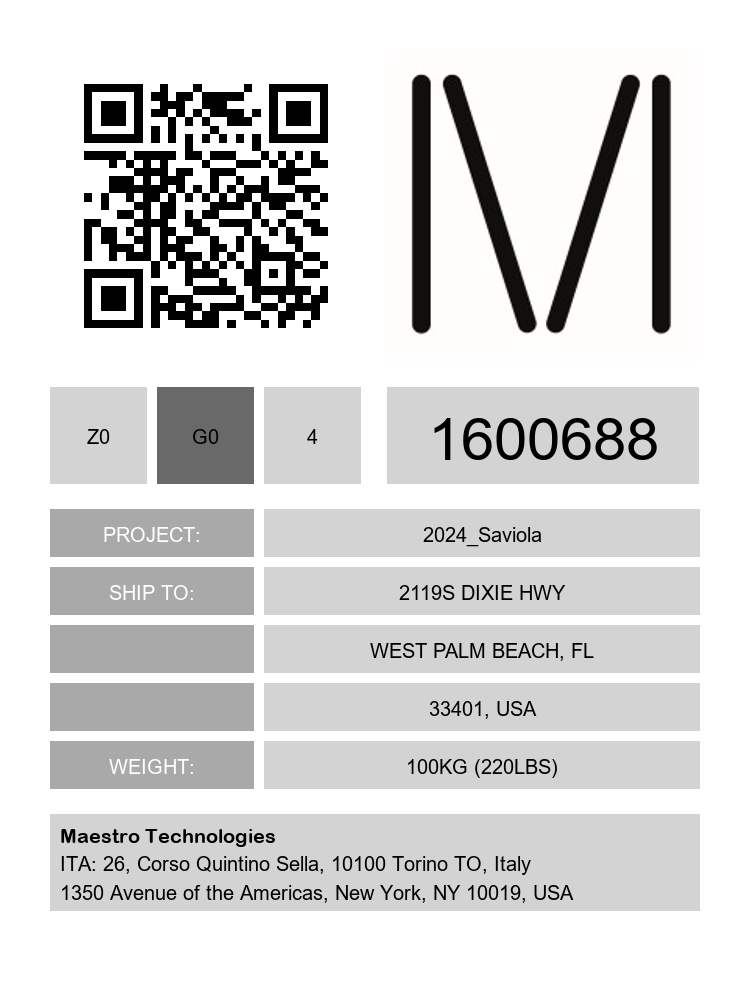 M
Z0 G0 4 1600688
PROJECT: 2024_Saviola
SHIP TO: 2119S DIXIE HWY
WEST PALM BEACH, FL
33401, USA
WEIGHT: 100KG (220LBS)
Maestro Technologies
ITA: 26, Corso Quintino Sella, 10100 Torino TO, Italy
1350 Avenue of the Americas, New York, NY 10019, USA